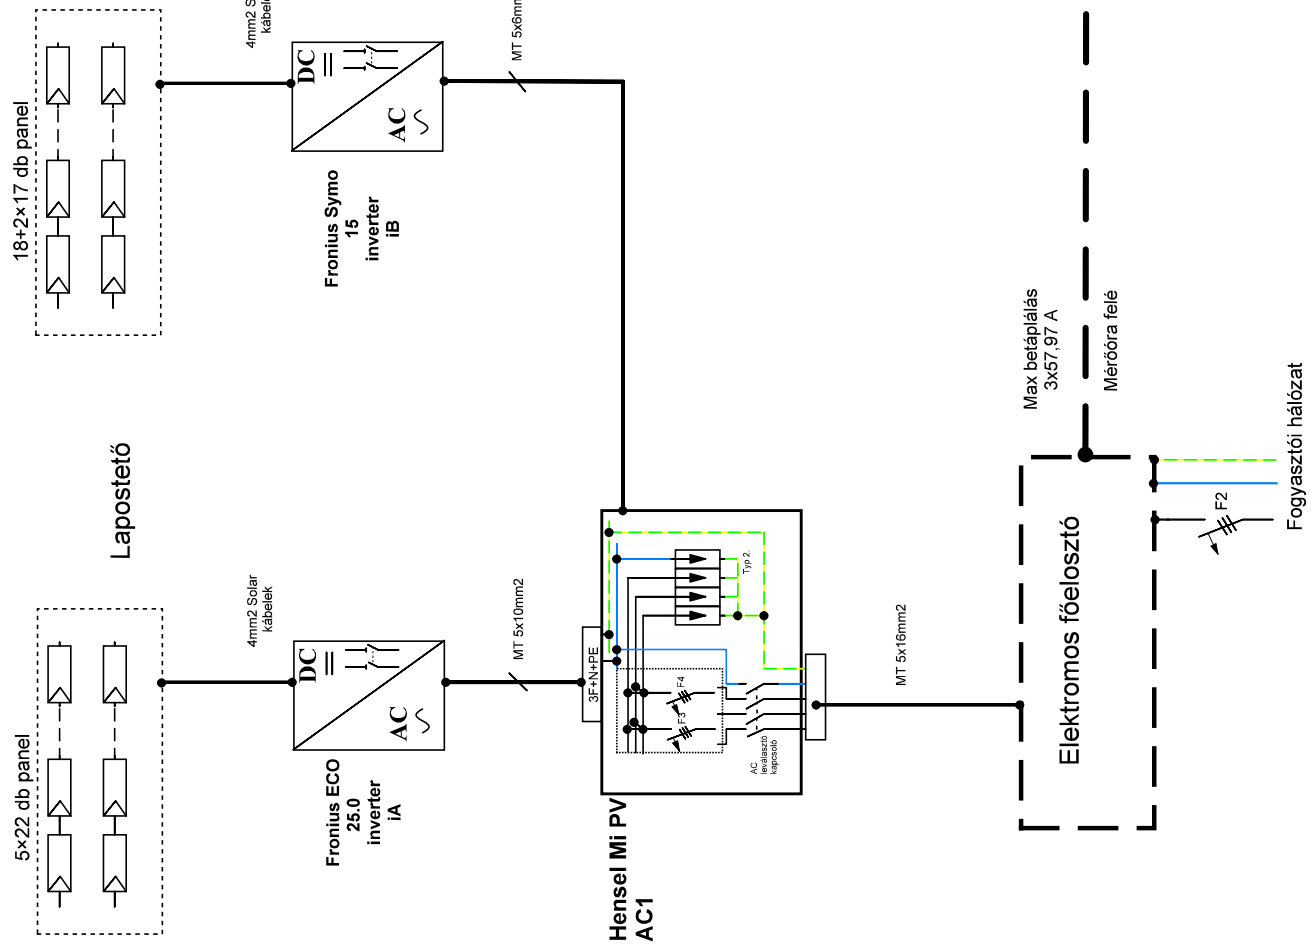 18+2×17 db panel
4mm2 S
kábele
DC
AC
Fronius Symo
15
inverter
iB
MT 5x6mm
Lapostető
5×22 db panel
4mm2 Solar
kábelek
DC
AC
Fronius ECO
25.0
inverter
iA
MT 5x10mm2
Hensel Mi PV
AC1
3F+N+PE
F3
F4
Typ 2.
AC
leválasztó
kapcsoló
MT 5x16mm2
Elektromos főelosztó
Max betáplálás
3x57,97 A
Mérőóra felé
F2
Fogyasztói hálózat